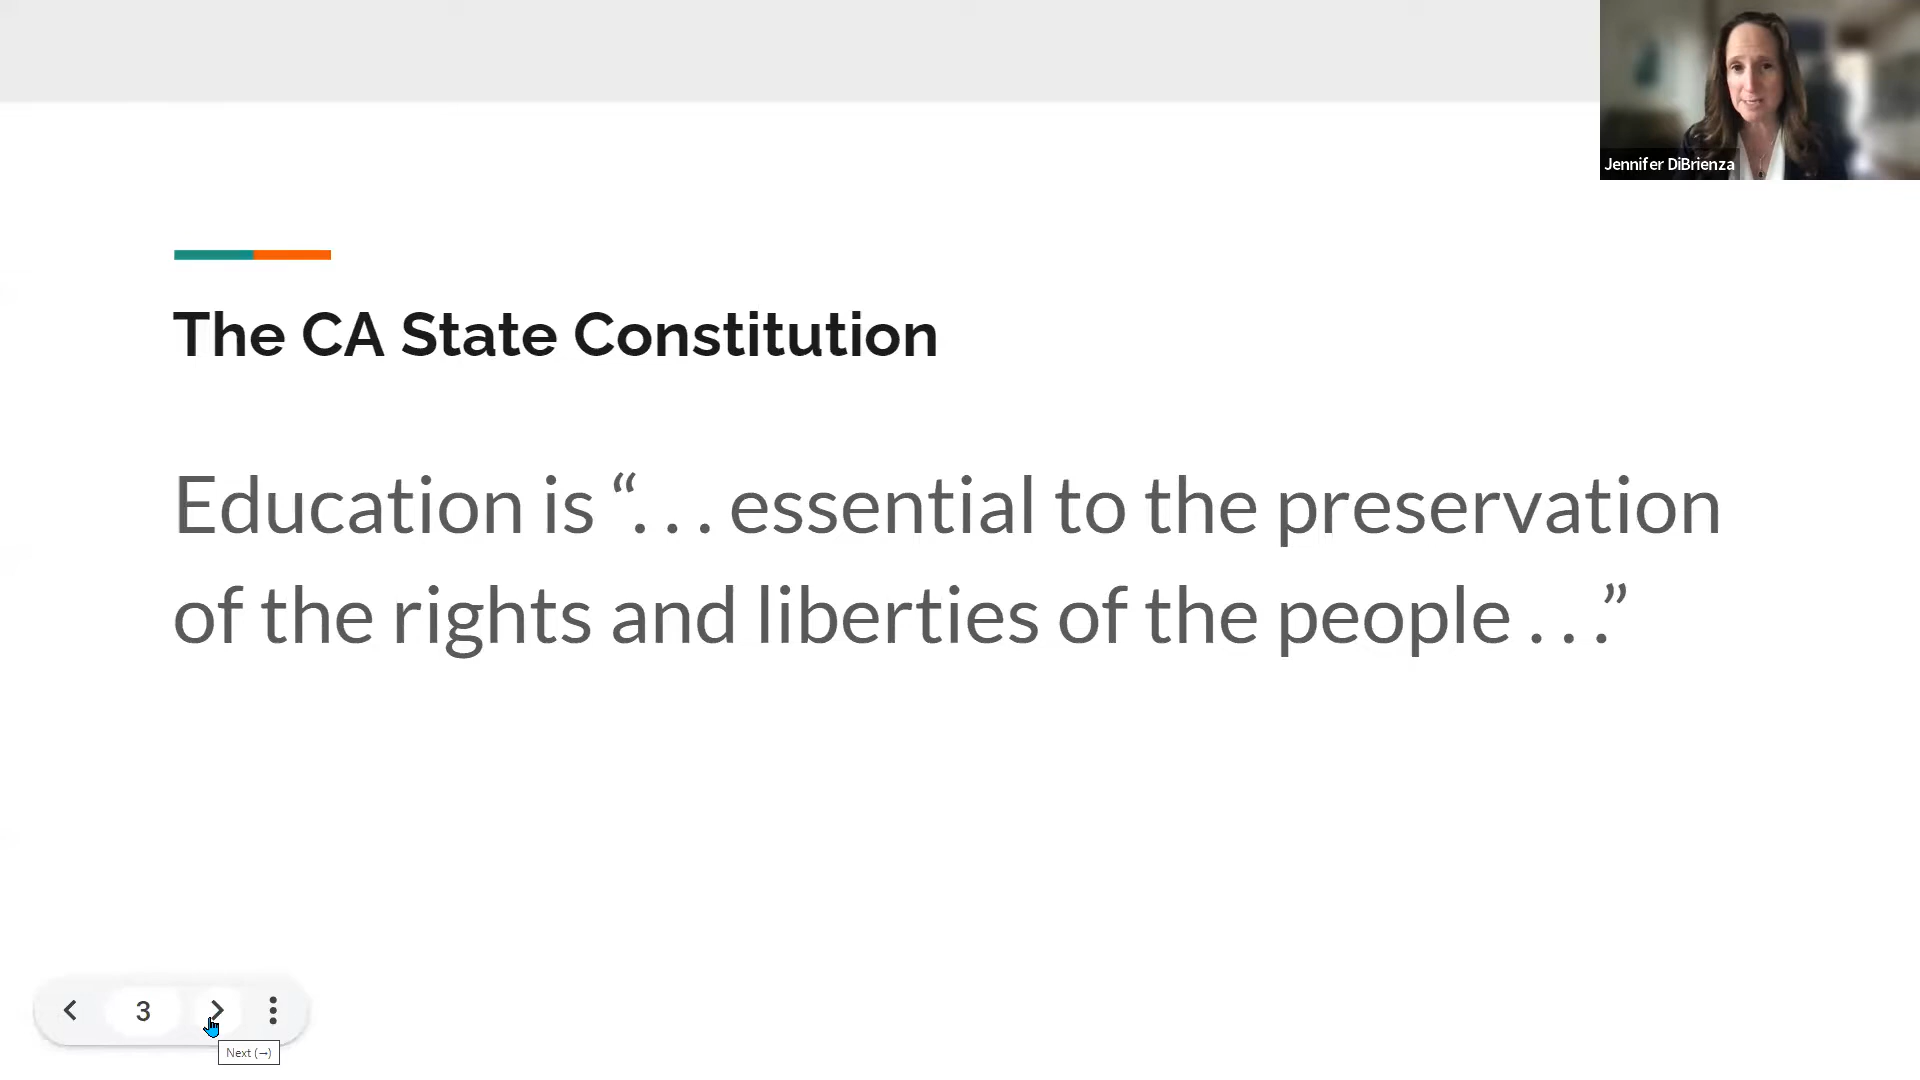 Jennifer DiBrienza
The CA State Constitution
Education is “. . . essential to the preservation
of the rights and liberties of the people . . .”
3
Next (→)